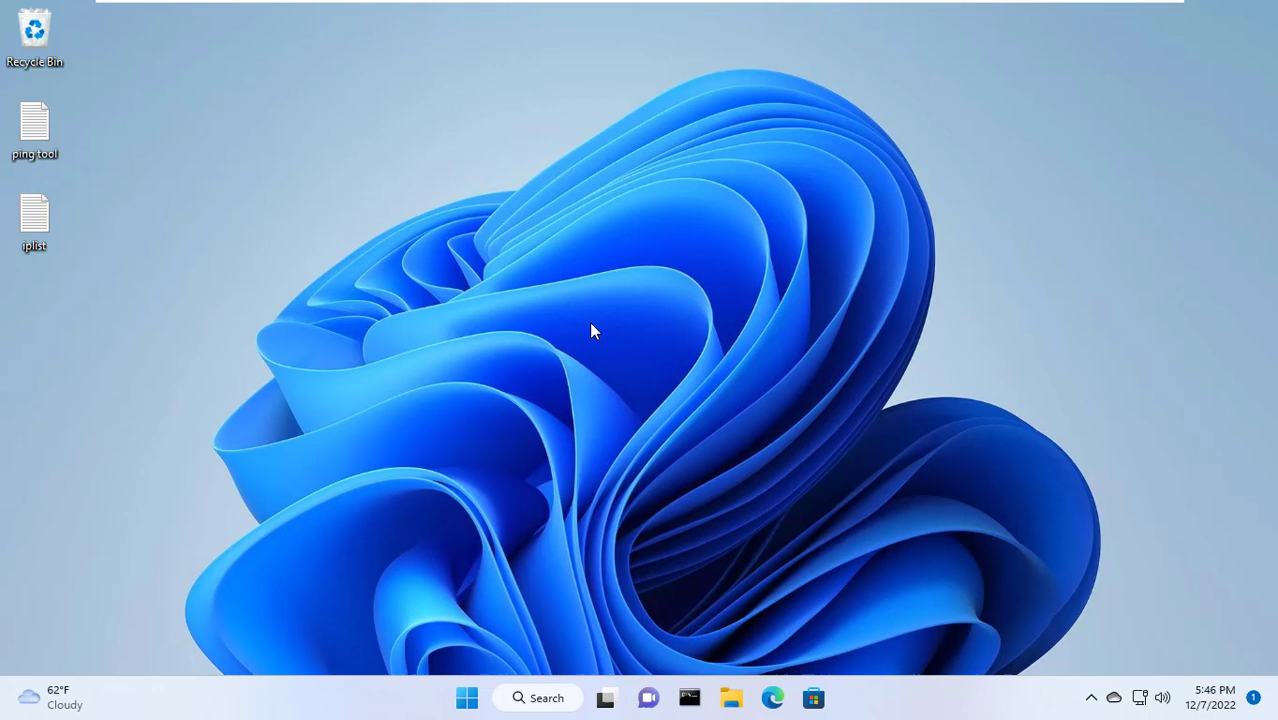 Recycle Bin
ping tool
iplist
62°F
Cloudy
Search
5:46 PM
12/7/2022
1